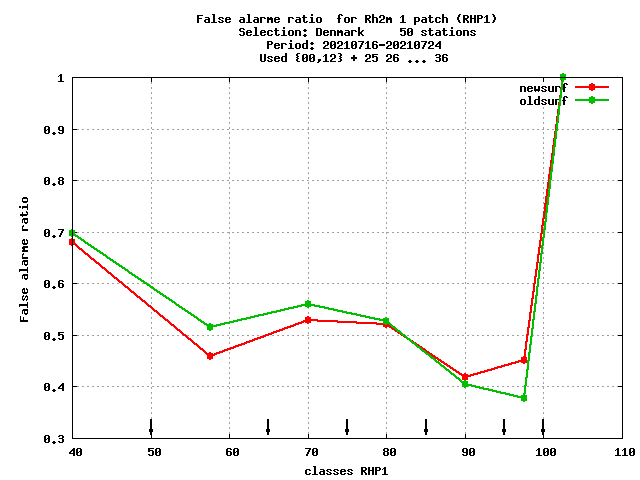 False alarme ratio  for Rh2m 1 patch (RHP1)
Selection: Denmark     50 stations
Period: 20210716-20210724
Used {00,12} + 25 26 ... 36
newsurf
oldsurf
1
0.9
0.8
0.7
0.6
0.5
0.4
0.3
False alarme ratio
40 50 60 70 80 90 100 110
classes RHP1